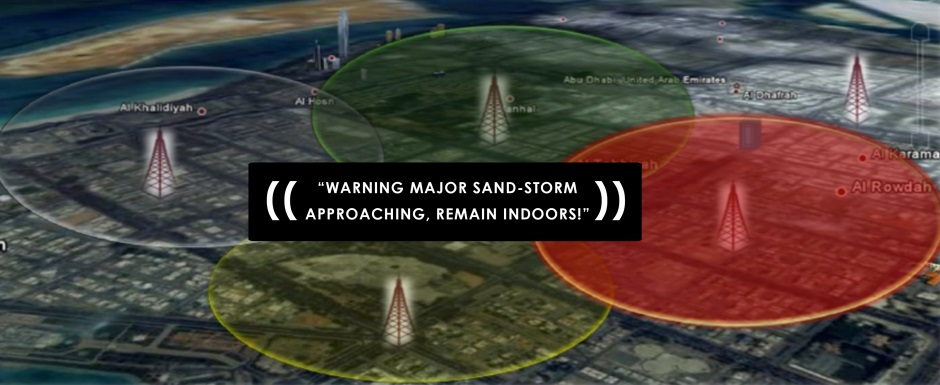 Abu Dhabi United Arab Emirates
Al Dhafrah
Al Hosn
Al Khalidiyah
Al Karama
Al Rowdah
“WARNING MAJOR SAND-STORM
APPROACHING, REMAIN INDOORS!”